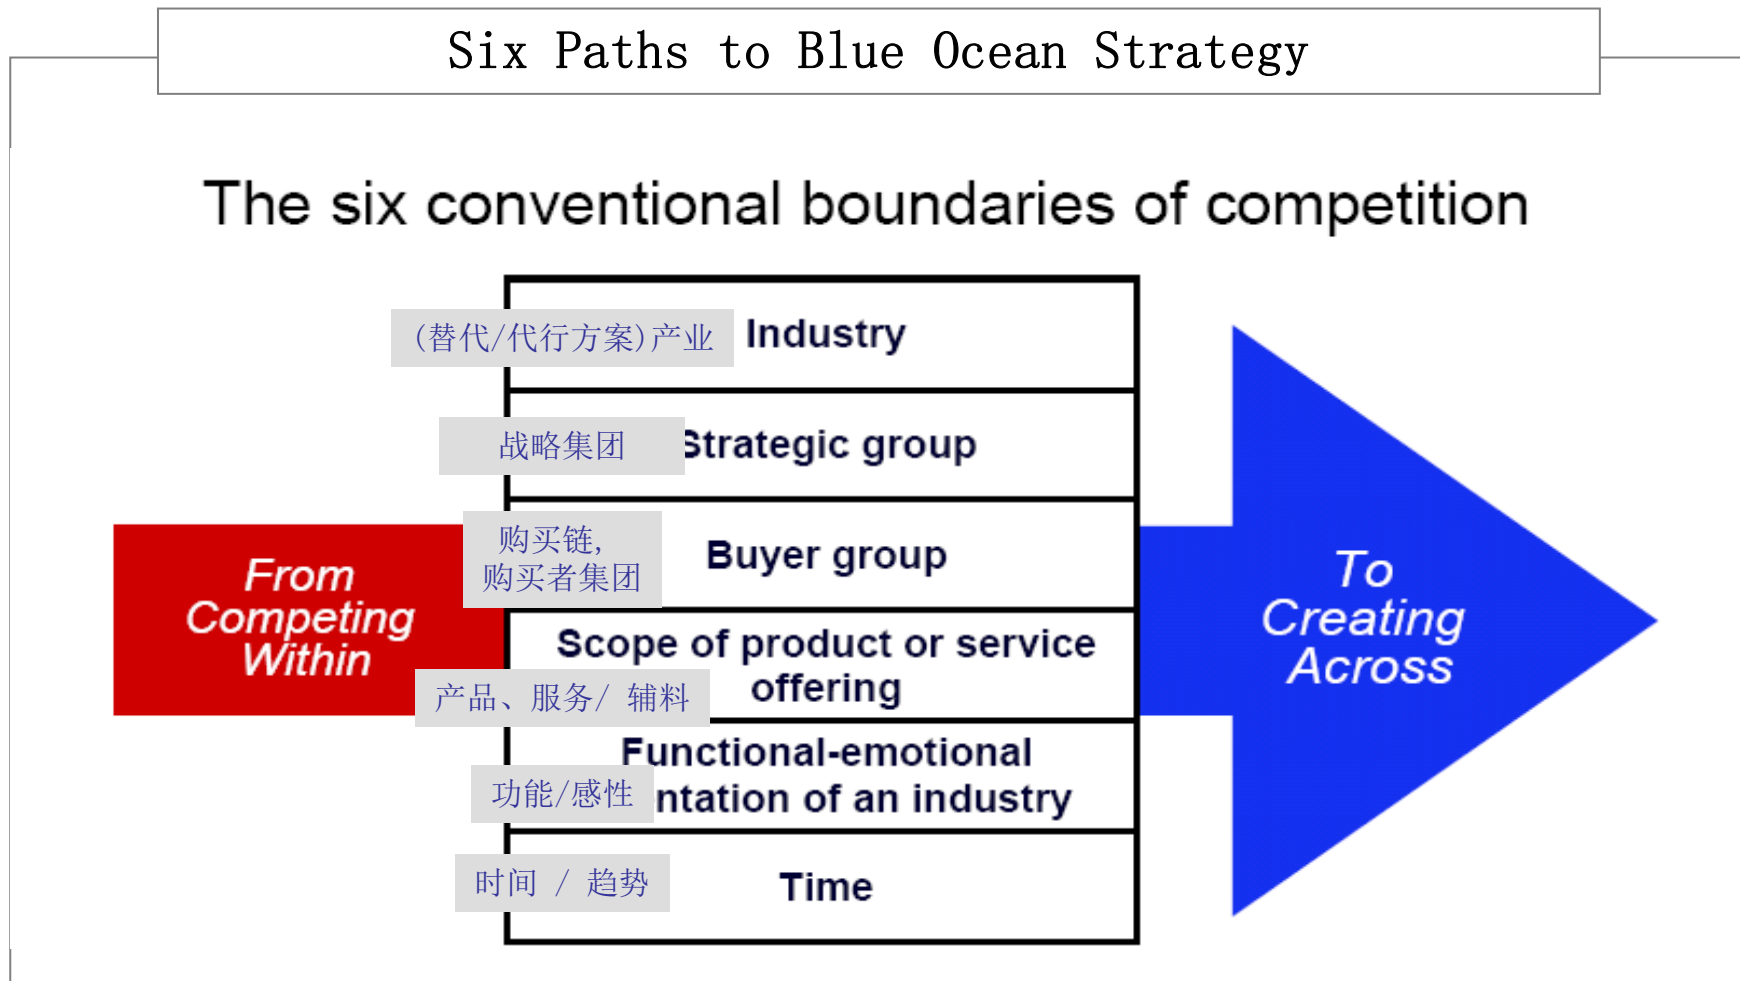 Six Paths to Blue Ocean Strategy
The six conventional boundaries of competition
(替代/代行方案)产业
Industry
战略集团
Strategic group
购买链,
购买者集团
Buyer group
From
Competing
Within
To
Creating
Across
Scope of product or service
offering
产品、服务/ 辅料
Functional-emotional
功能/感性
ntation of an industry
时间 / 趋势
Time